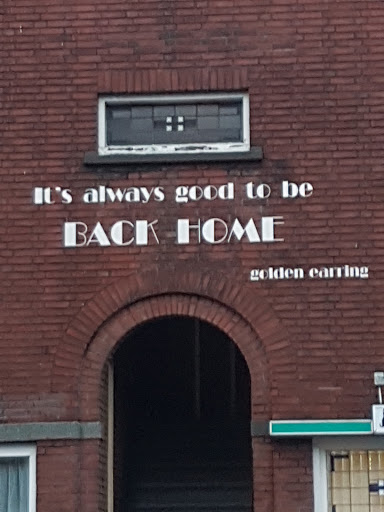 It's always good to be
BACK HOME
golden earring